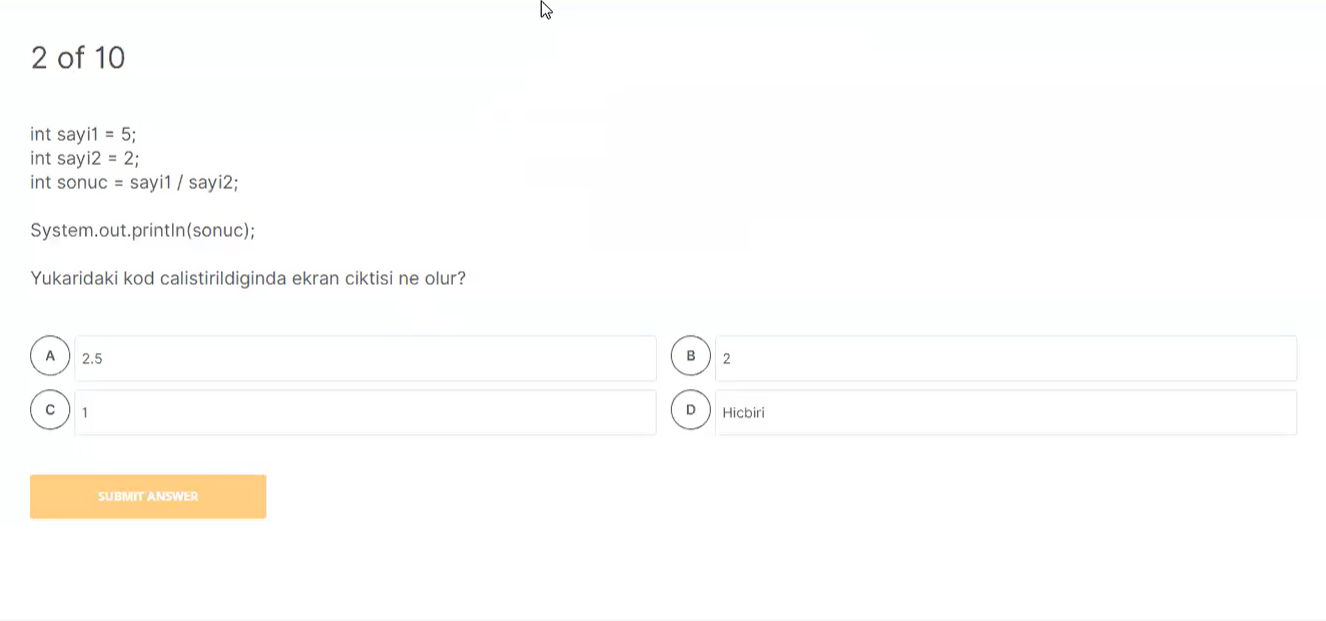 2 of 10
int sayi1 = 5;
int sayi2 = 2;
int sonuc = sayi1 / sayi2;
System.out.println(sonuc);
Yukaridaki kod calistirildiginda ekran ciktisi ne olur?
A 2.5
B 2
C 1
D Hicbiri
SUBMIT ANSWER